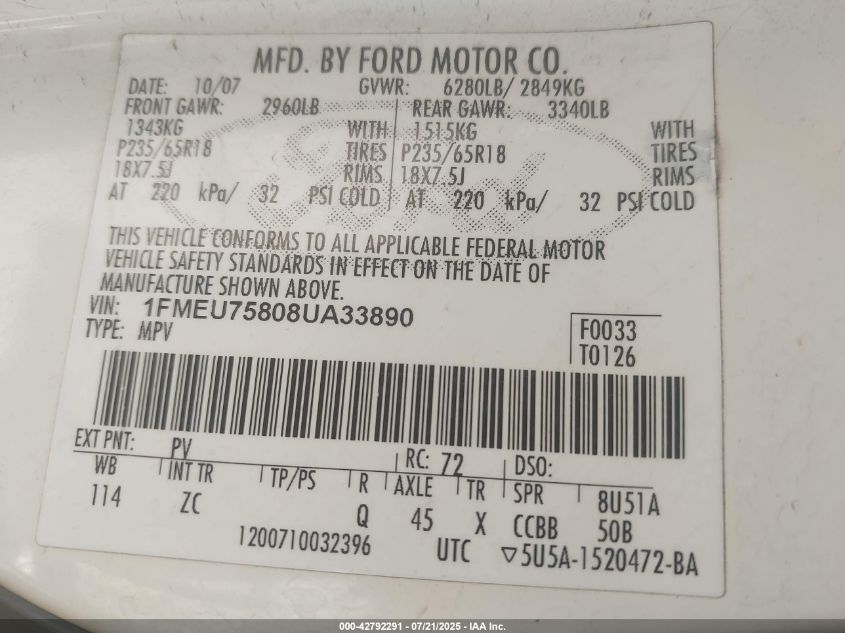 MFD. BY FORD MOTOR CO.
DATE: 10/07 GVWR: 6280LB/ 2849KG
FRONT GAWR: 2960LB REAR GAWR: 3340LB
1343KG WITH 1515KG WITH
P235/65R18 TIRES P235/65R18 TIRES
18X7.5J RIMS 18X7.5J RIMS
AT 220 kPa/ 32 PSI COLD AT 220 kPa/ 32 PSI COLD
Ford
THIS VEHICLE CONFORMS TO ALL APPLICABLE FEDERAL MOTOR
VEHICLE SAFETY STANDARDS IN EFFECT ON THE DATE OF
MANUFACTURE SHOWN ABOVE.
VIN: 1FMEU75808UA33890
TYPE: MPV
F0033
T0126
EXT PNT: PV RC: 72 DSO:
WB INT TR TP/PS R AXLE TR SPR 8U51A
114 ZC Q 45 X CCBB 50B
1200710032396 UTC ▽5U5A-1520472-BA
000-42792291 - 07/21/2025 - IAA Inc.